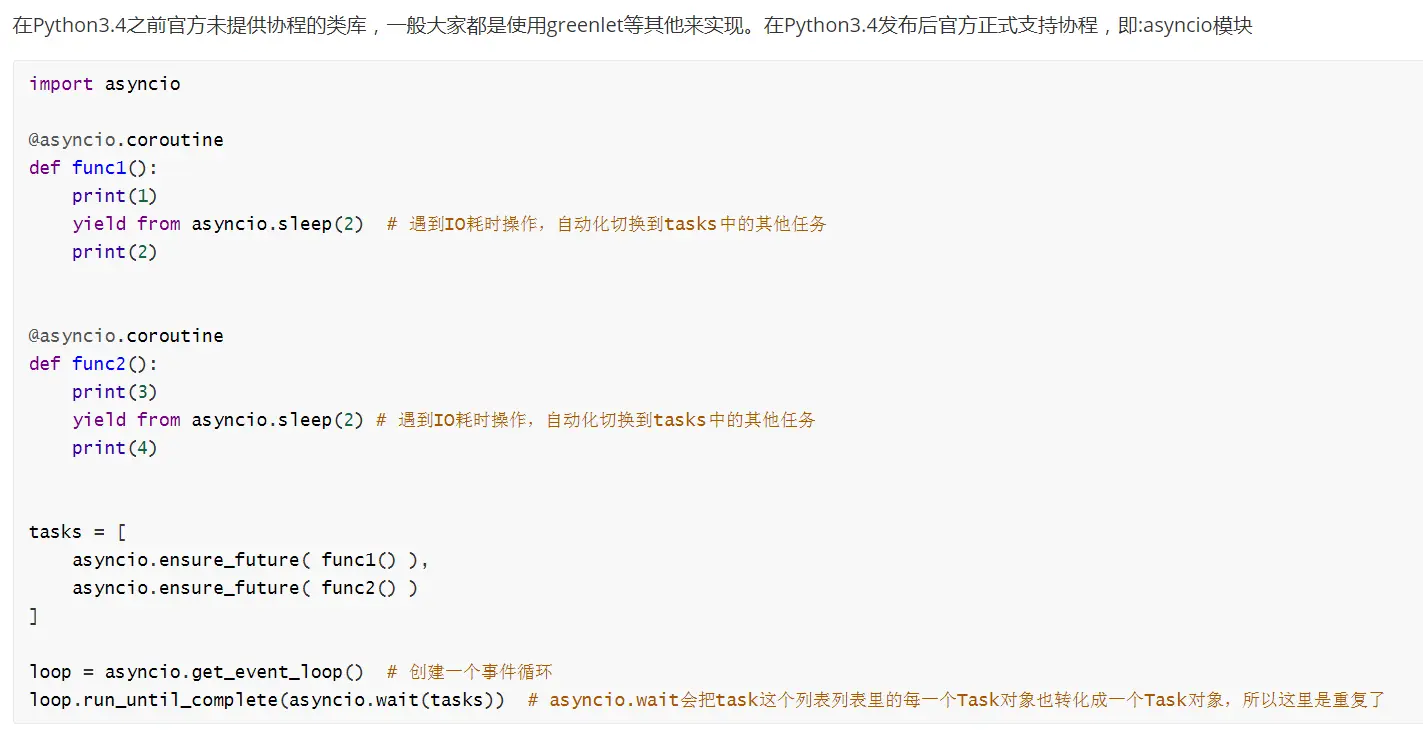 在Python3.4之前官方未提供协程的类库，一般大家都是使用greenlet等其他来实现。在Python3.4发布后官方正式支持协程，即:asyncio模块
import asyncio
@asyncio.coroutine
def func1():
    print(1)
    yield from asyncio.sleep(2)  # 遇到IO耗时操作，自动化切换到tasks中的其他任务
    print(2)
@asyncio.coroutine
def func2():
    print(3)
    yield from asyncio.sleep(2) # 遇到IO耗时操作，自动化切换到tasks中的其他任务
    print(4)
tasks = [
    asyncio.ensure_future( func1() ),
    asyncio.ensure_future( func2() )
]
loop = asyncio.get_event_loop()  # 创建一个事件循环
loop.run_until_complete(asyncio.wait(tasks))  # asyncio.wait会把task这个列表列表里的每一个Task对象也转化成一个Task对象，所以这里是重复了